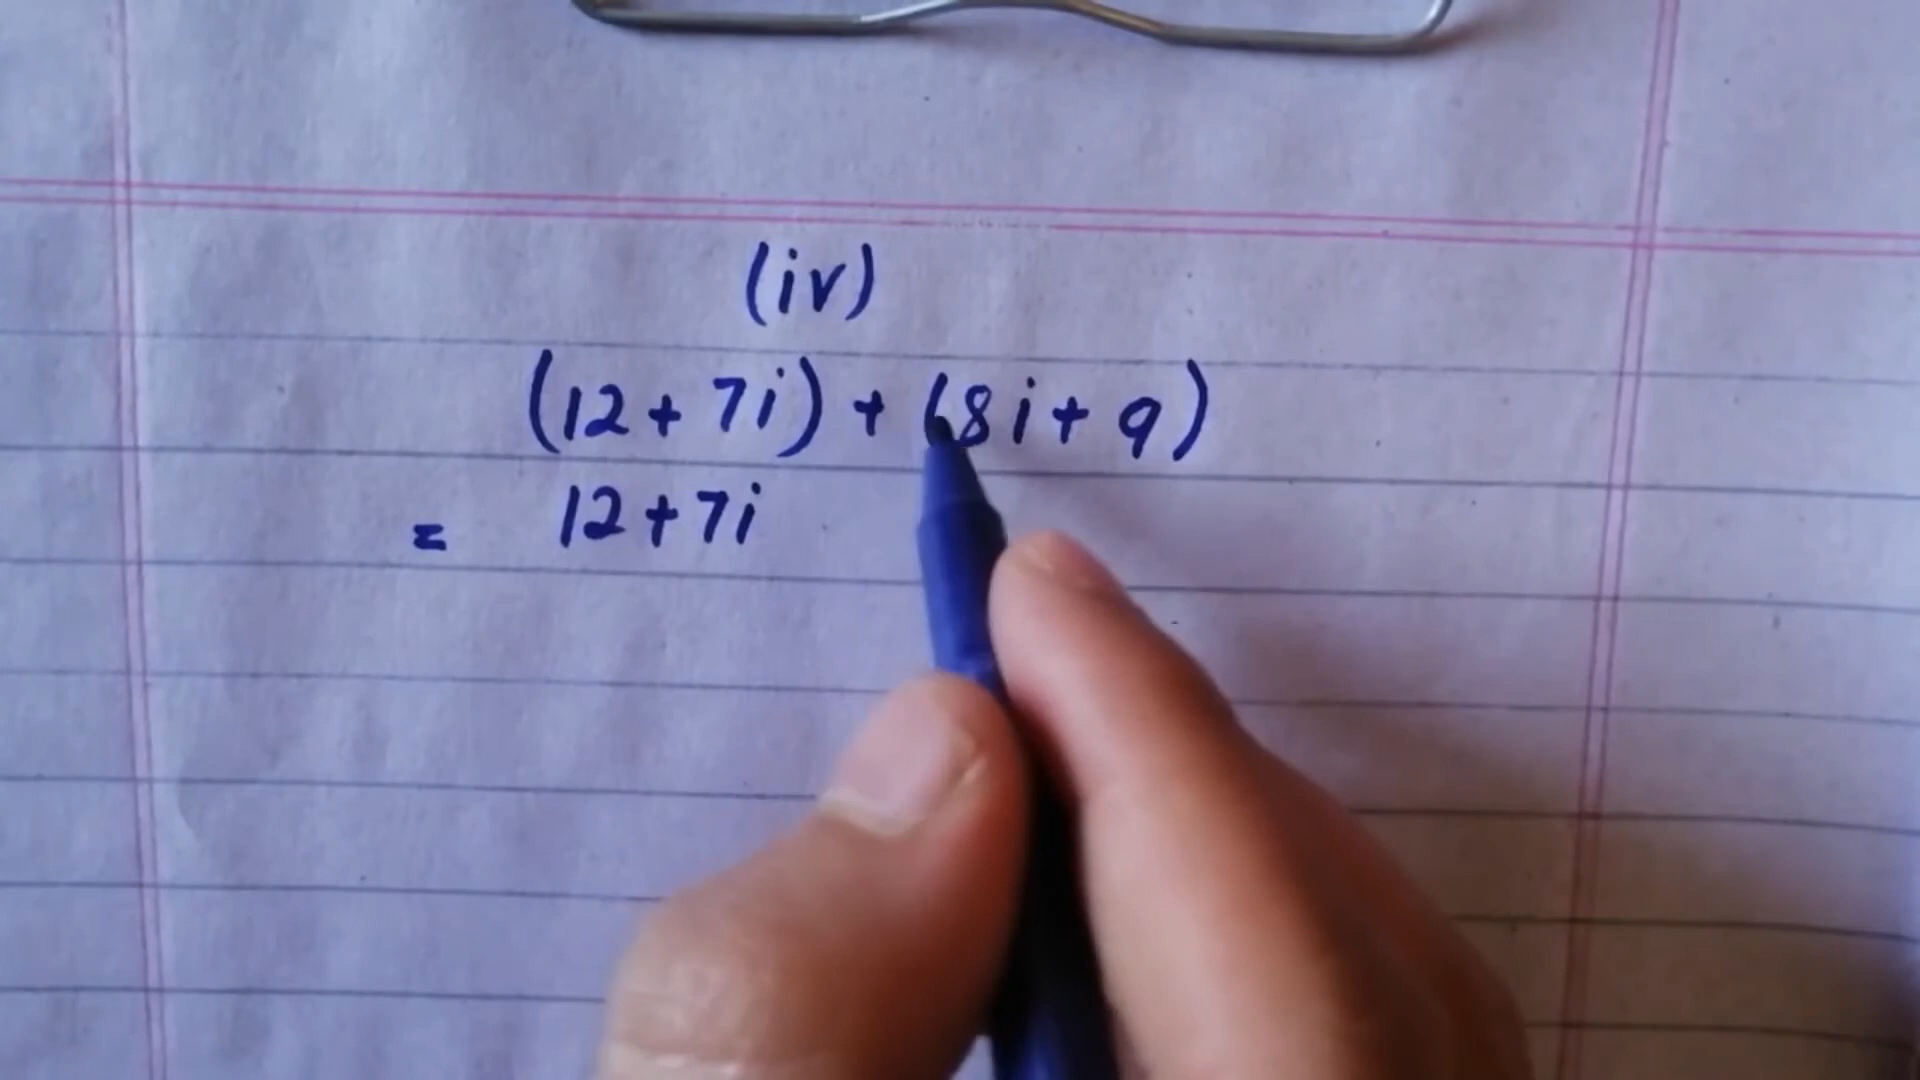 (iv)
(12 + 7i) + (8i + 9)
= 12 + 7i